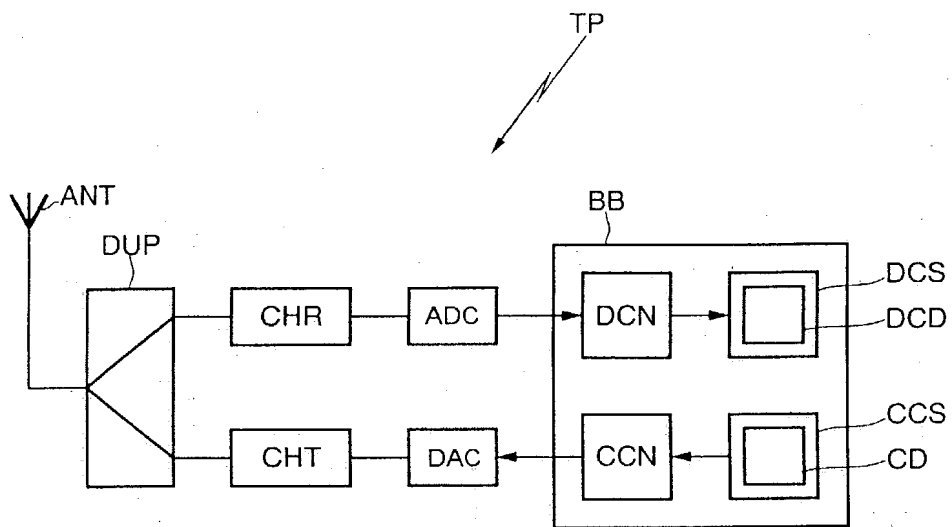 TP
ANT
DUP
BB
CHR
ADC
DCN
DCS
DCD
CHT
DAC
CCN
CCS
CD